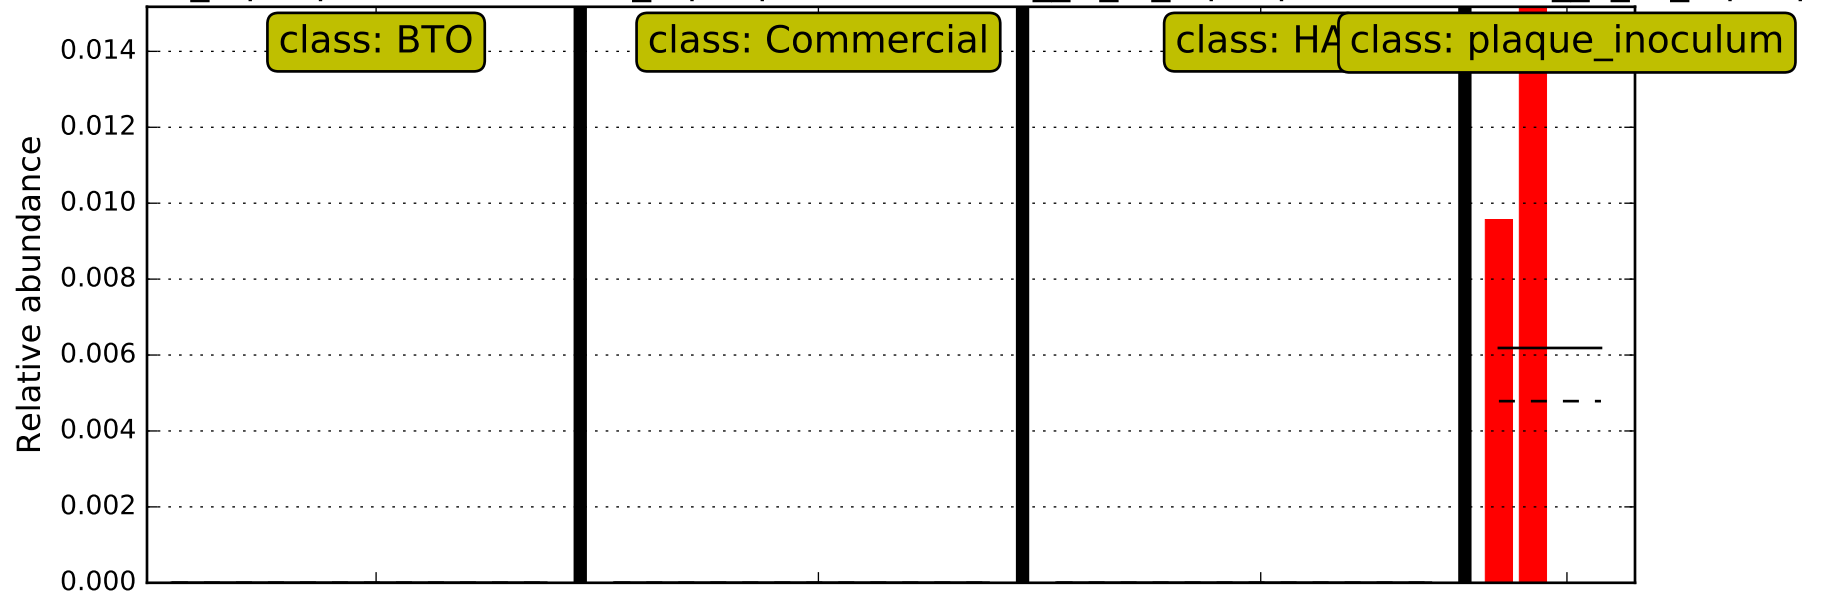 class: BTO
class: Commercial
class: HA
class: plaque_inoculum
0.014
0.012
0.010
0.008
0.006
0.004
0.002
0.000
Relative abundance